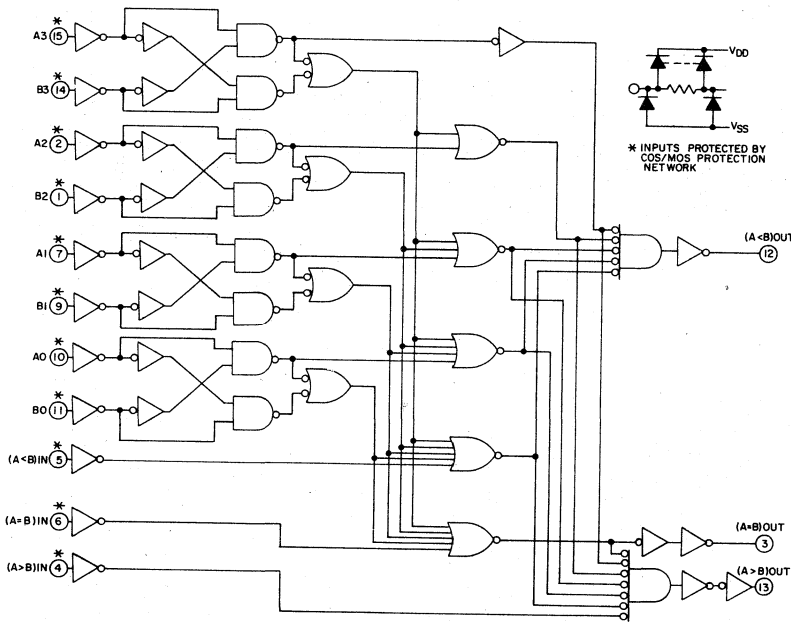 A3 * 15
B3 * 14
A2 * 2
B2 * 1
A1 * 7
B1 * 9
A0 * 10
B0 * 11
(A<B)IN * 5
(A=B)IN * 6
(A>B)IN * 4
VDD
VSS
* INPUTS PROTECTED BY
COS/MOS PROTECTION
NETWORK
(A<B)OUT
12
(A=B)OUT
3
(A>B)OUT
13